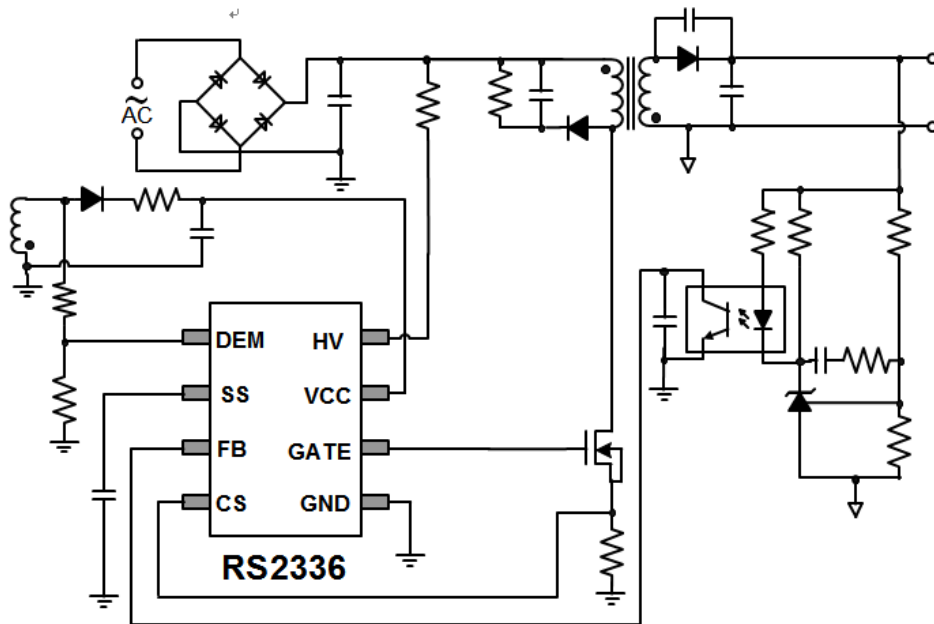 ↵
~
AC
DEM HV
SS VCC
FB GATE
CS GND
RS2336